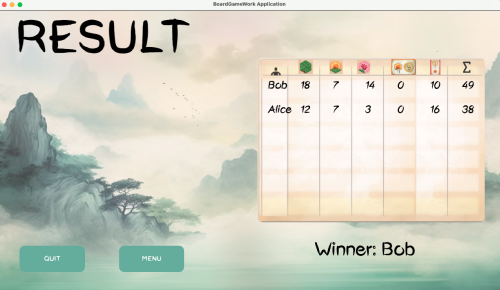 BoardGameWork Application
RESULT
Σ
Bob 18 7 14 0 10 49
Alice 12 7 3 0 16 38
Winner: Bob
QUIT MENU